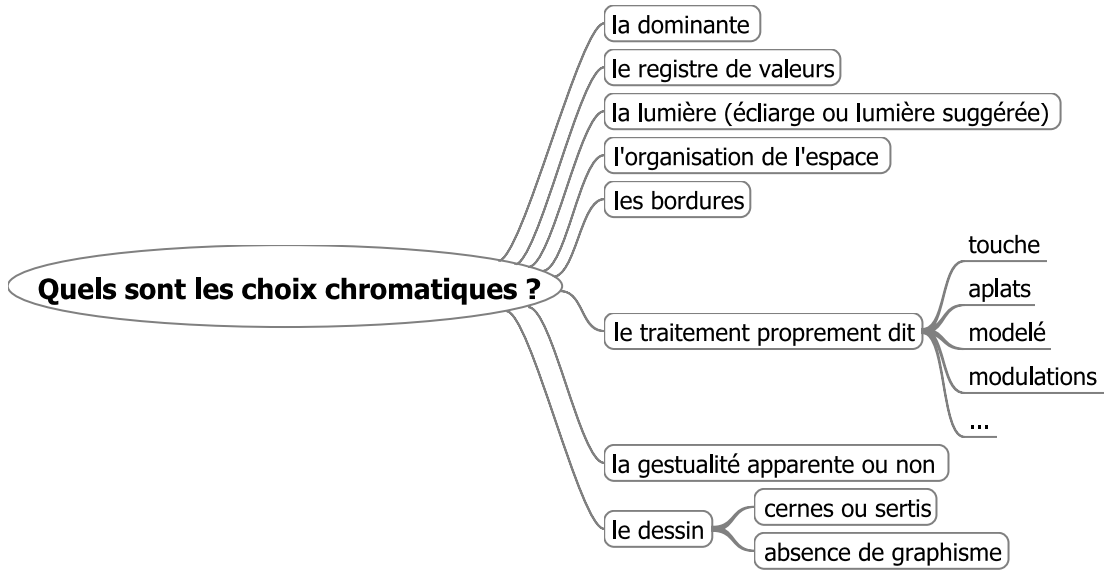 la dominante
le registre de valeurs
la lumière (écliarge ou lumière suggérée)
l'organisation de l'espace
les bordures
Quels sont les choix chromatiques ?
le traitement proprement dit
touche
aplats
modelé
modulations
...
la gestualité apparente ou non
le dessin
cernes ou sertis
absence de graphisme